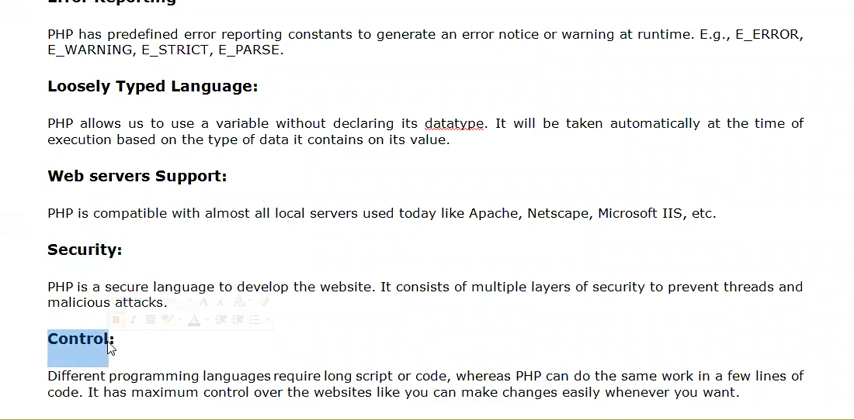 Error Reporting
PHP has predefined error reporting constants to generate an error notice or warning at runtime. E.g., E_ERROR,
E_WARNING, E_STRICT, E_PARSE.
Loosely Typed Language:
PHP allows us to use a variable without declaring its datatype. It will be taken automatically at the time of
execution based on the type of data it contains on its value.
Web servers Support:
PHP is compatible with almost all local servers used today like Apache, Netscape, Microsoft IIS, etc.
Security:
PHP is a secure language to develop the website. It consists of multiple layers of security to prevent threads and
malicious attacks.
Control:
Different programming languages require long script or code, whereas PHP can do the same work in a few lines of
code. It has maximum control over the websites like you can make changes easily whenever you want.